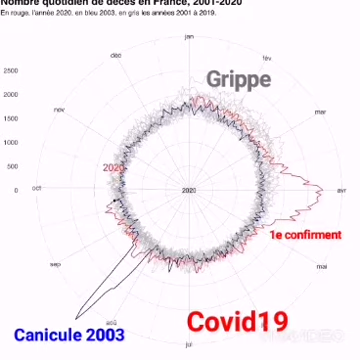 Nombre quotidien de décès en France, 2001-2020
En rouge, l'année 2020, en bleu 2003, en gris les années 2001 à 2019.
jan
déc
fév
2500
Grippe
2000
nov
mar
1500
1000
500
2020
0
oct
2020
avr
1e confirment
sep
mai
août
Covid19
Canicule 2003
jul